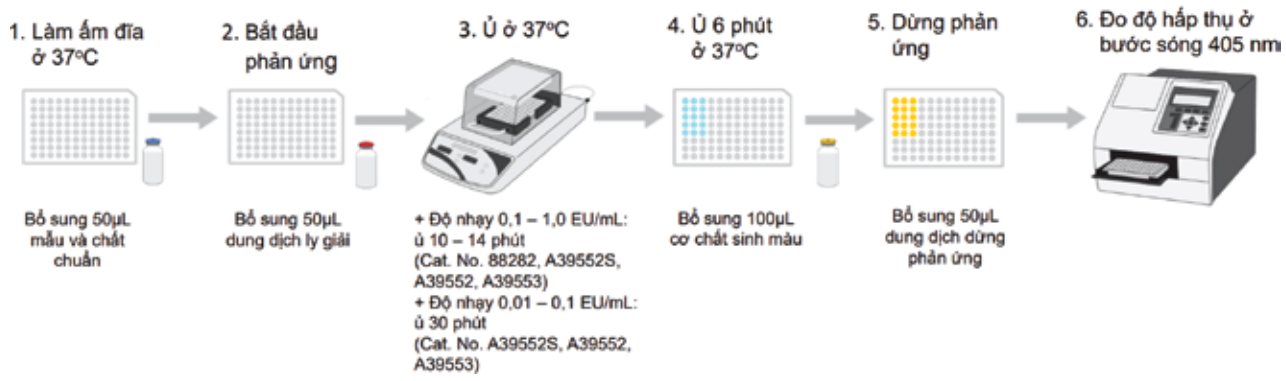 1. Làm ấm đĩa
ở 37°C
Bổ sung 50µL
mẫu và chất
chuẩn
2. Bắt đầu
phản ứng
Bổ sung 50µL
dung dịch ly giải
3. Ủ ở 37°C
+ Độ nhạy 0,1 – 1,0 EU/mL:
ủ 10 – 14 phút
(Cat. No. 88282, A39552S,
A39552, A39553)
+ Độ nhạy 0,01 – 0,1 EU/mL:
ủ 30 phút
(Cat. No. A39552S, A39552,
A39553)
4. Ủ 6 phút
ở 37°C
Bổ sung 100µL
cơ chất sinh màu
5. Dừng phản
ứng
Bổ sung 50µL
dung dịch dừng
phản ứng
6. Đo độ hấp thụ ở
bước sóng 405 nm